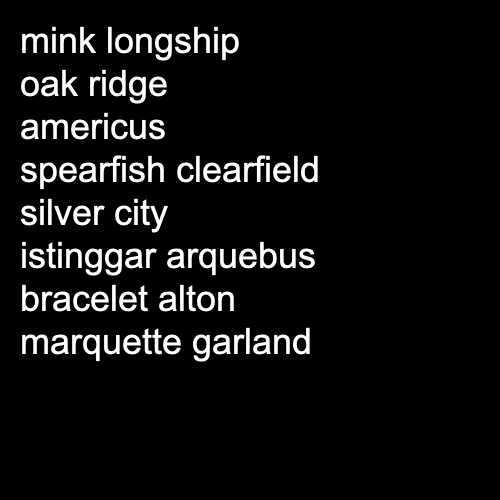 mink longship
oak ridge
americus
spearfish clearfield
silver city
istinggar arquebus
bracelet alton
marquette garland